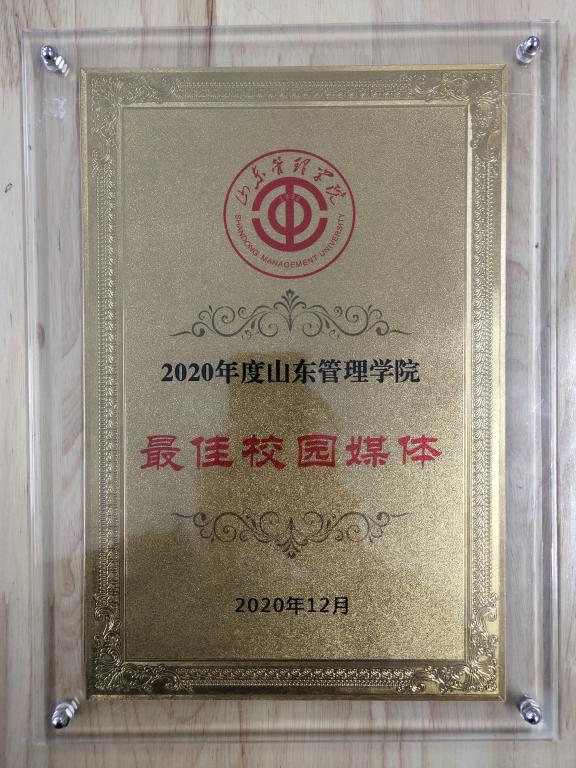 山东管理学院
1936
SHANDONG MANAGEMENT UNIVERSITY
2020年度山东管理学院
最佳校园媒体
2020年12月